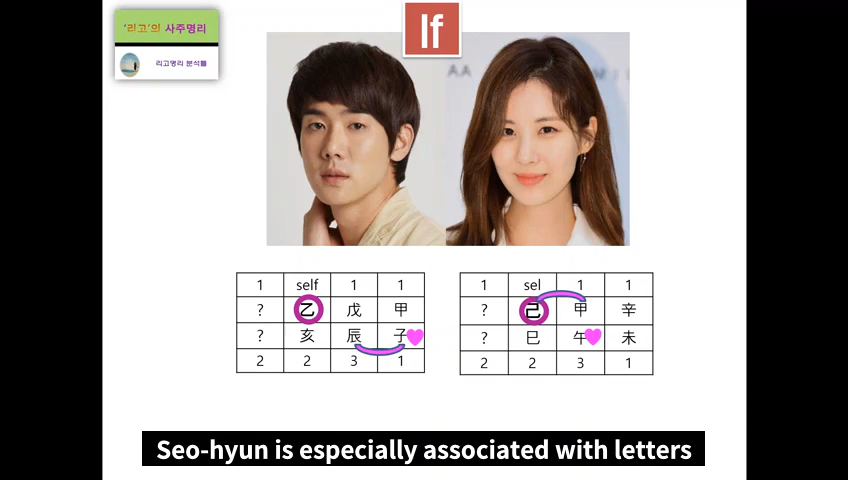 '리고'의 사주명리
리고명리 분석틀
If
AA
1 self 1 1
? 乙 戊 甲
? 亥 辰 子
2 2 3 1
1 sel 1 1
? 己 甲 辛
? 巳 午 未
2 2 3 1
Seo-hyun is especially associated with letters